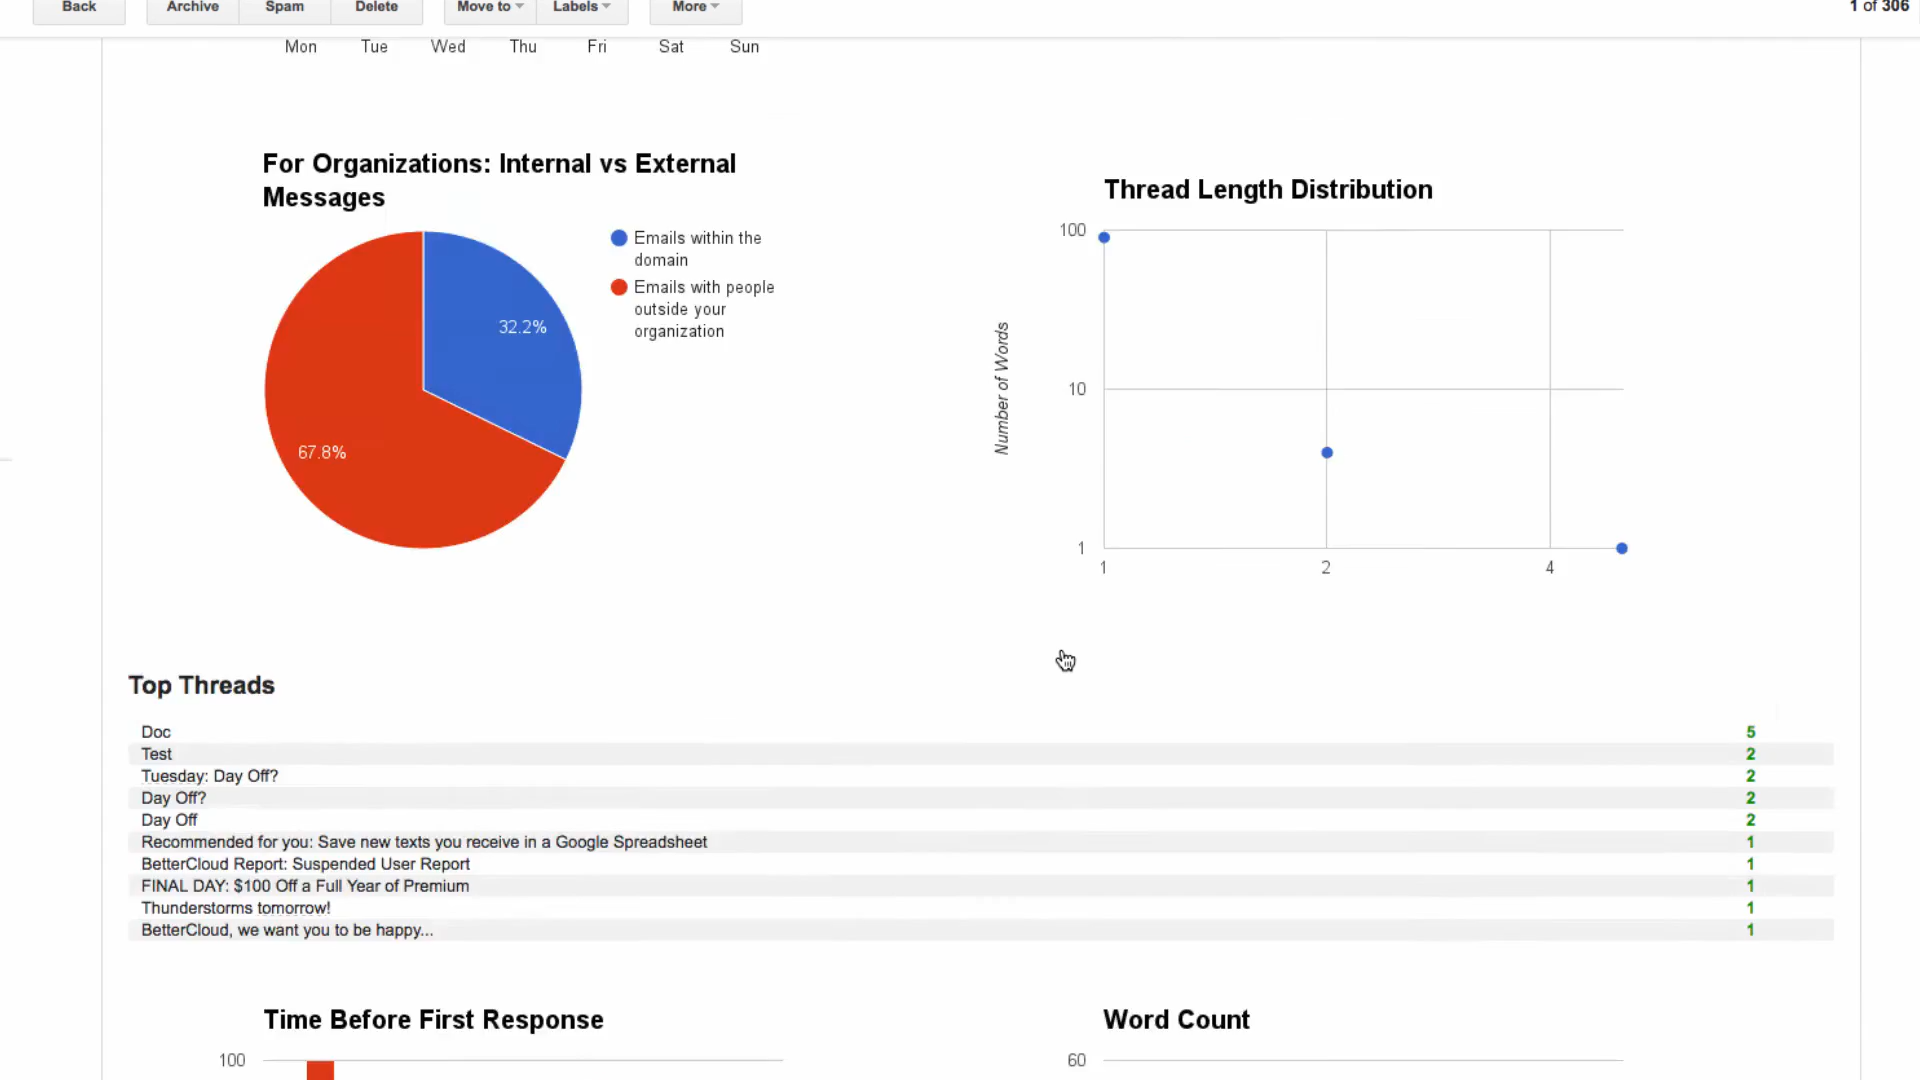 Back Archive Spam Delete Move to Labels More 1 of 306
Mon Tue Wed Thu Fri Sat Sun
For Organizations: Internal vs External
Messages
Emails within the
domain
Emails with people
outside your
organization
32.2%
67.8%
Thread Length Distribution
100
10
1
Number of Words
1 2 4
Top Threads
Doc 5
Test 2
Tuesday: Day Off? 2
Day Off? 2
Day Off 2
Recommended for you: Save new texts you receive in a Google Spreadsheet 1
BetterCloud Report: Suspended User Report 1
FINAL DAY: $100 Off a Full Year of Premium 1
Thunderstorms tomorrow! 1
BetterCloud, we want you to be happy... 1
Time Before First Response
100
Word Count
60